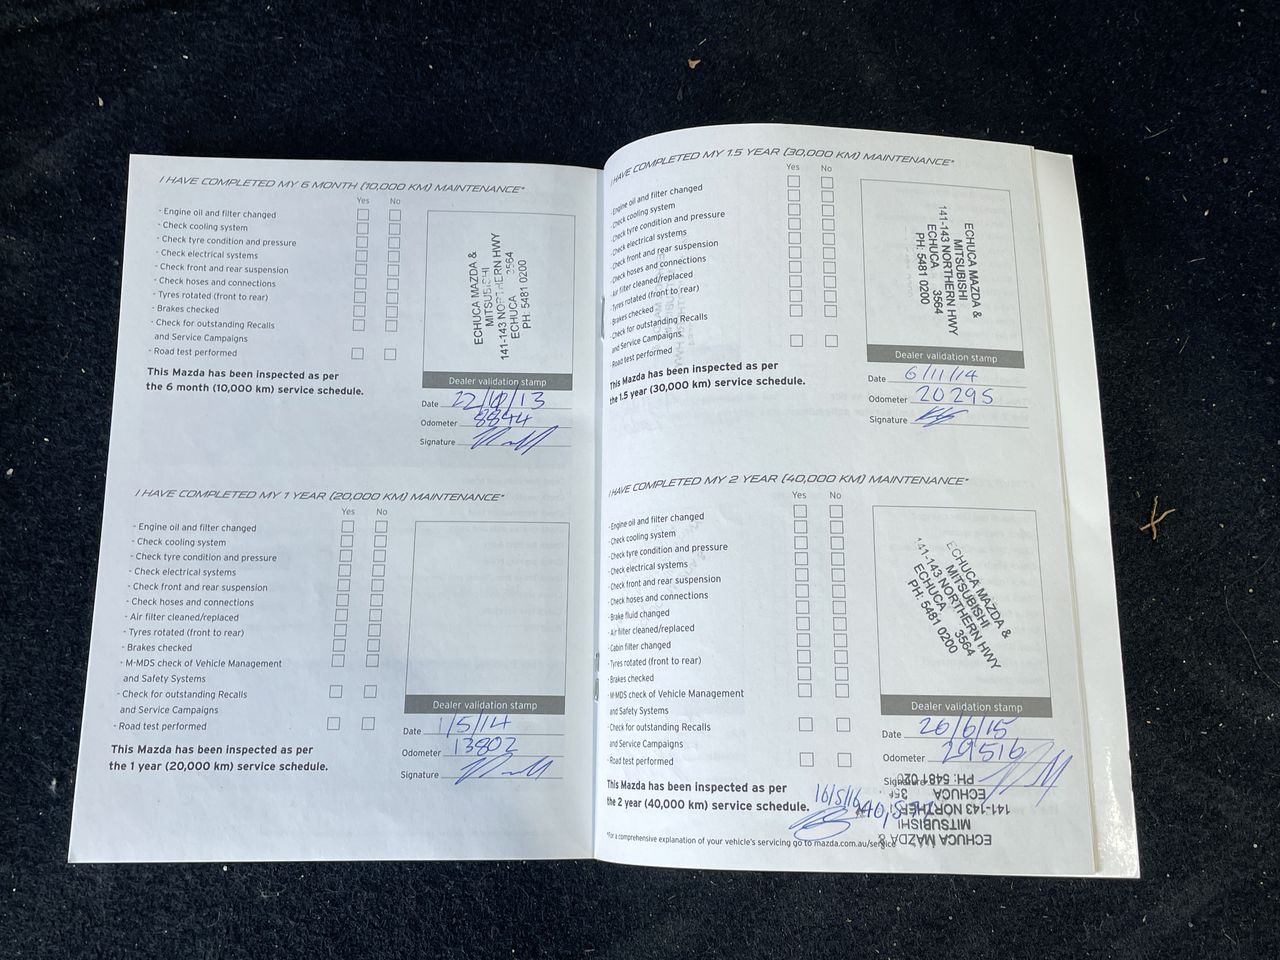 I HAVE COMPLETED MY 6 MONTH (10,000 KM) MAINTENANCE*
Yes No
- Engine oil and filter changed
- Check cooling system
- Check tyre condition and pressure
- Check electrical systems
- Check front and rear suspension
- Check hoses and connections
- Tyres rotated (front to rear)
- Brakes checked
- Check for outstanding Recalls
and Service Campaigns
- Road test performed
This Mazda has been inspected as per
the 6 month (10,000 km) service schedule.
ECHUCA MAZDA &
MITSUBISHI
141-143 NORTHERN HWY
ECHUCA 3564
PH: 5481 0200
Dealer validation stamp
Date 22/10/13
Odometer 8844
Signature
I HAVE COMPLETED MY 1 YEAR (20,000 KM) MAINTENANCE*
Yes No
- Engine oil and filter changed
- Check cooling system
- Check tyre condition and pressure
- Check electrical systems
- Check front and rear suspension
- Check hoses and connections
- Air filter cleaned/replaced
- Tyres rotated (front to rear)
- Brakes checked
- M-MDS check of Vehicle Management
and Safety Systems
- Check for outstanding Recalls
and Service Campaigns
- Road test performed
This Mazda has been inspected as per
the 1 year (20,000 km) service schedule.
Dealer validation stamp
Date 1/5/14
Odometer 13802
Signature
I HAVE COMPLETED MY 1.5 YEAR (30,000 KM) MAINTENANCE*
Yes No
- Engine oil and filter changed
- Check cooling system
- Check tyre condition and pressure
- Check electrical systems
- Check front and rear suspension
- Check hoses and connections
- Air filter cleaned/replaced
- Tyres rotated (front to rear)
- Brakes checked
- Check for outstanding Recalls
and Service Campaigns
- Road test performed
This Mazda has been inspected as per
the 1.5 year (30,000 km) service schedule.
ECHUCA MAZDA &
MITSUBISHI
141-143 NORTHERN HWY
ECHUCA 3564
PH: 5481 0200
Dealer validation stamp
Date 6/11/14
Odometer 20295
Signature
I HAVE COMPLETED MY 2 YEAR (40,000 KM) MAINTENANCE*
Yes No
- Engine oil and filter changed
- Check cooling system
- Check tyre condition and pressure
- Check electrical systems
- Check front and rear suspension
- Check hoses and connections
- Brake fluid changed
- Air filter cleaned/replaced
- Cabin filter changed
- Tyres rotated (front to rear)
- Brakes checked
- M-MDS check of Vehicle Management
and Safety Systems
- Check for outstanding Recalls
and Service Campaigns
- Road test performed
This Mazda has been inspected as per
the 2 year (40,000 km) service schedule.
ECHUCA MAZDA &
MITSUBISHI
141-143 NORTHERN HWY
ECHUCA 3564
PH: 5481 0200
Dealer validation stamp
Date 26/6/15
Odometer 29516
Signature
10/5/16
ECHUCA MAZDA &
MITSUBISHI
141-143 NORTHERN
ECHUCA
PH: 5481 020
*For a comprehensive explanation of your vehicle's servicing go to mazda.com.au/service